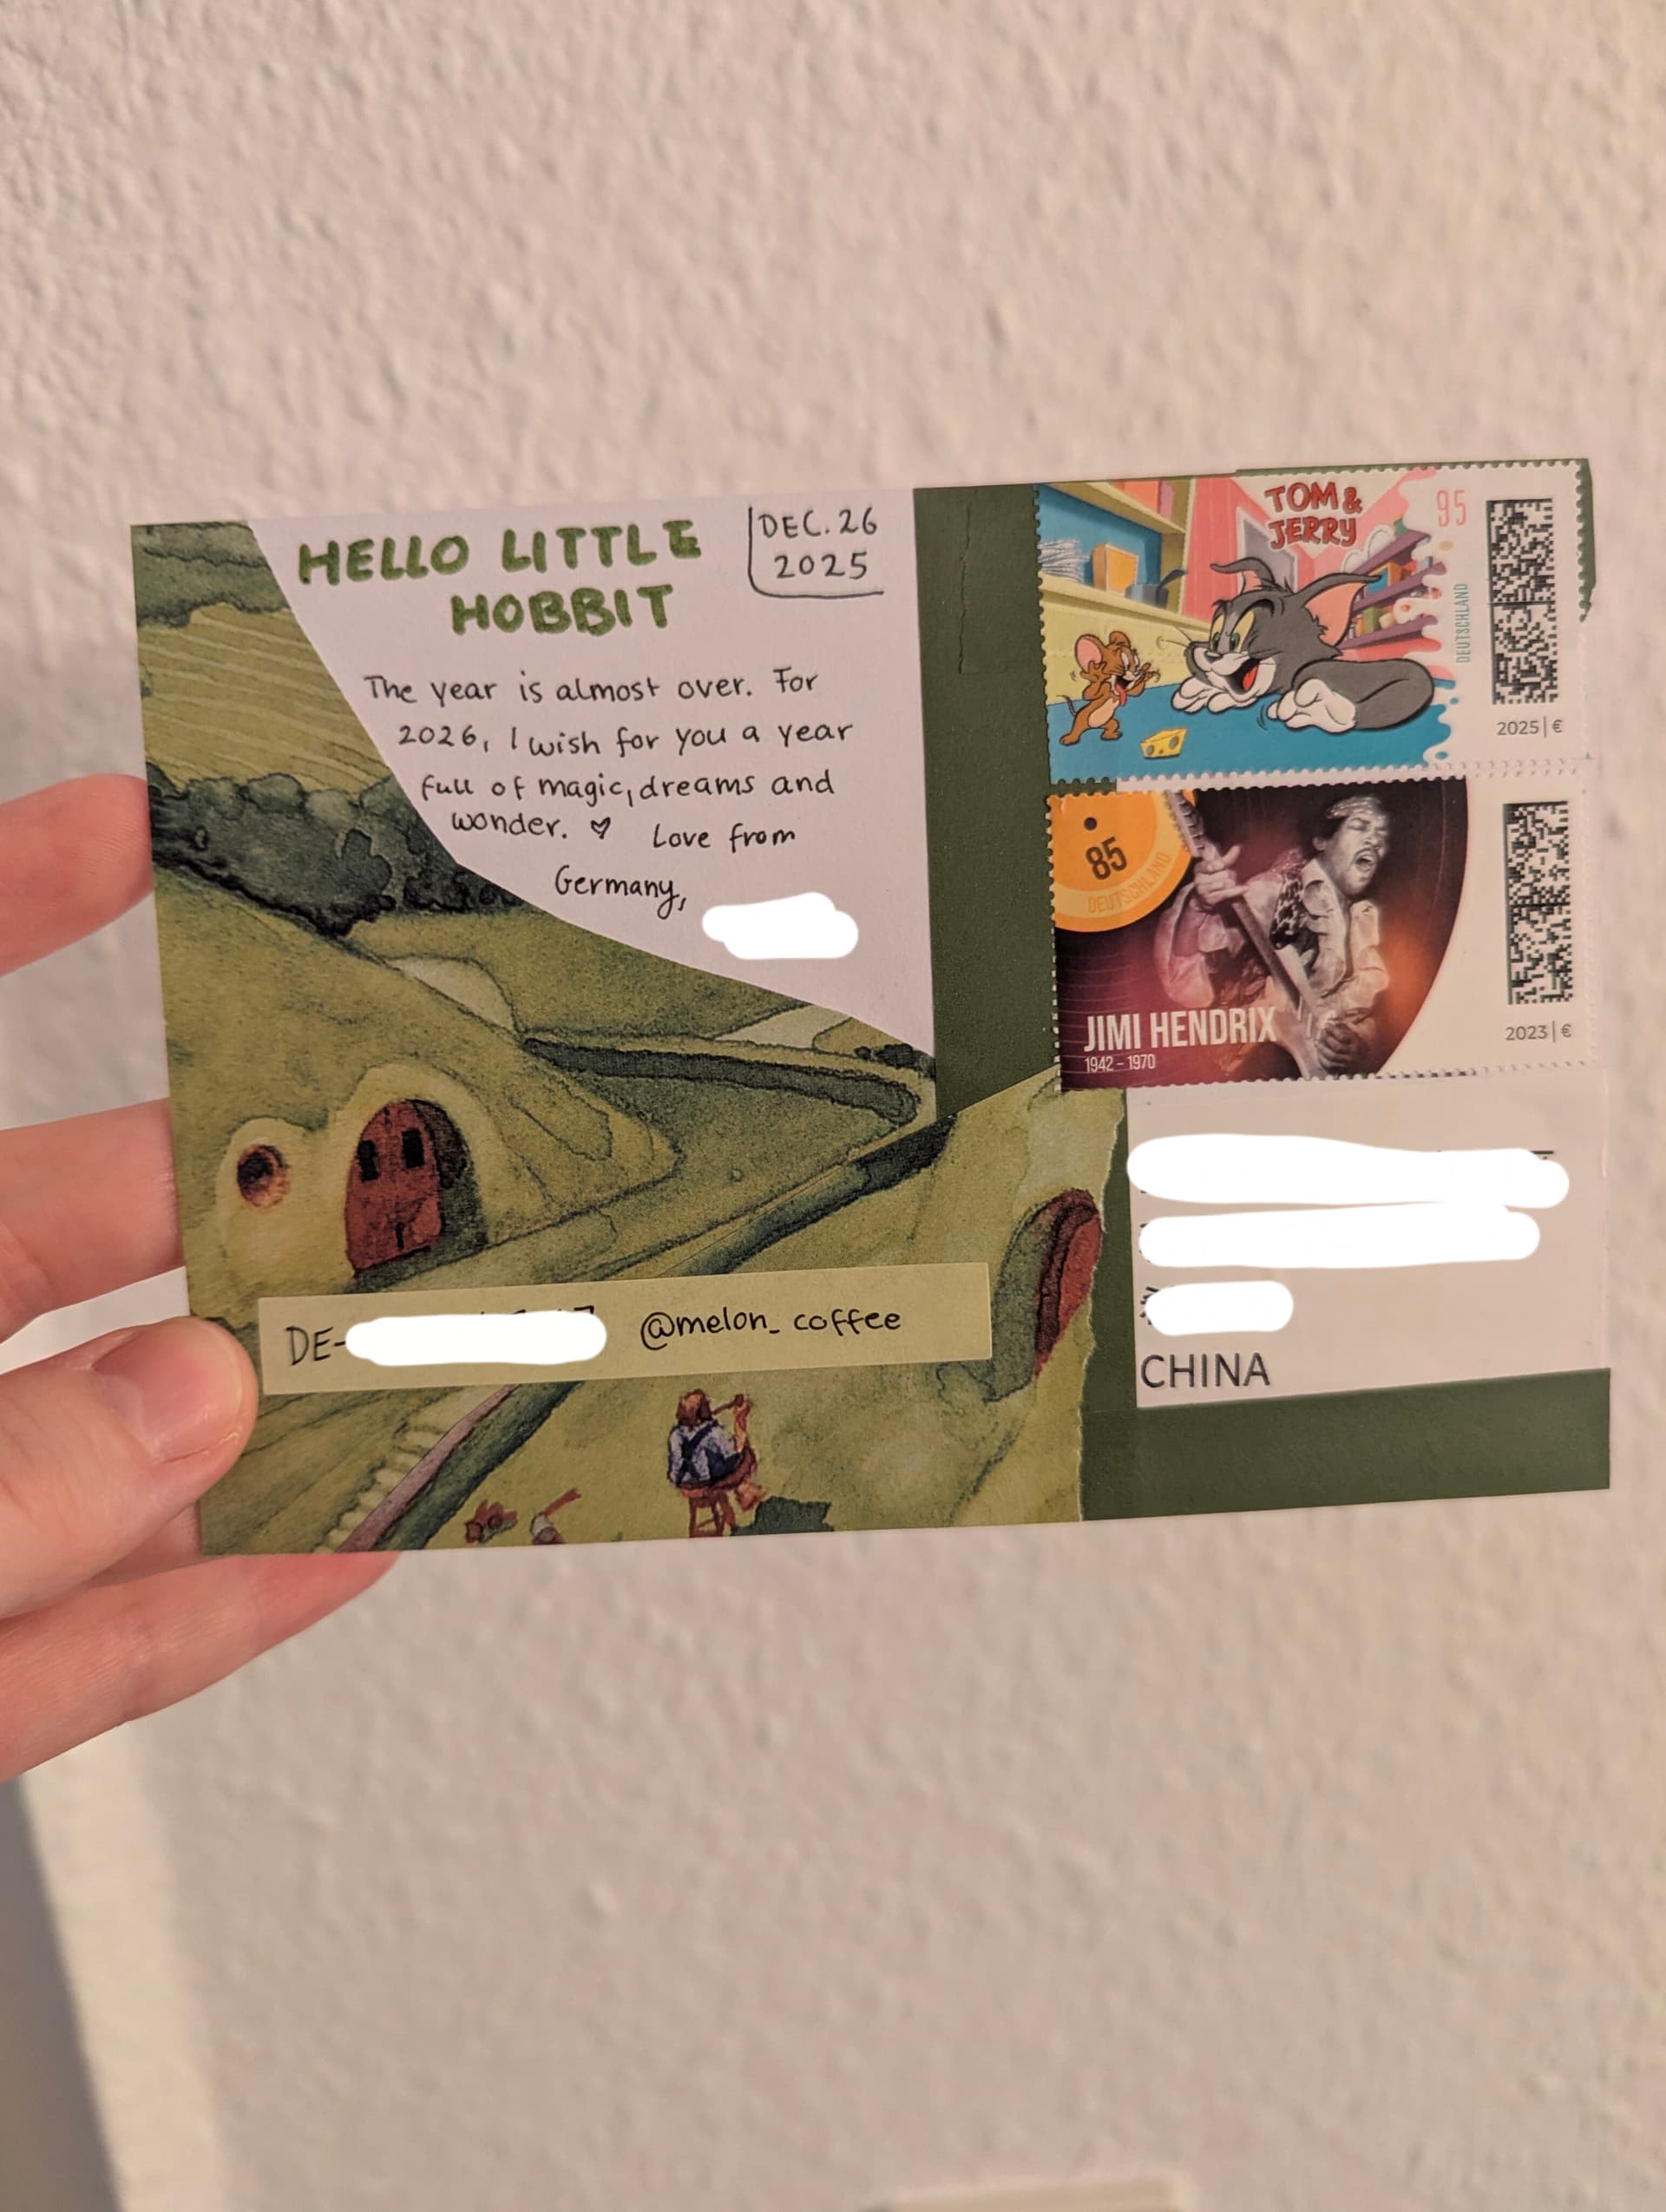 HELLO LITTLE
HOBBIT
DEC. 26
2025
The year is almost over. For
2026, I wish for you a year
full of magic, dreams and
wonder. ♡ Love from
Germany,
DE-
@melon_coffee
TOM &
JERRY
95
DEUTSCHLAND
2025 | €
85
DEUTSCHLAND
JIMI HENDRIX
1942 – 1970
2023 | €
CHINA